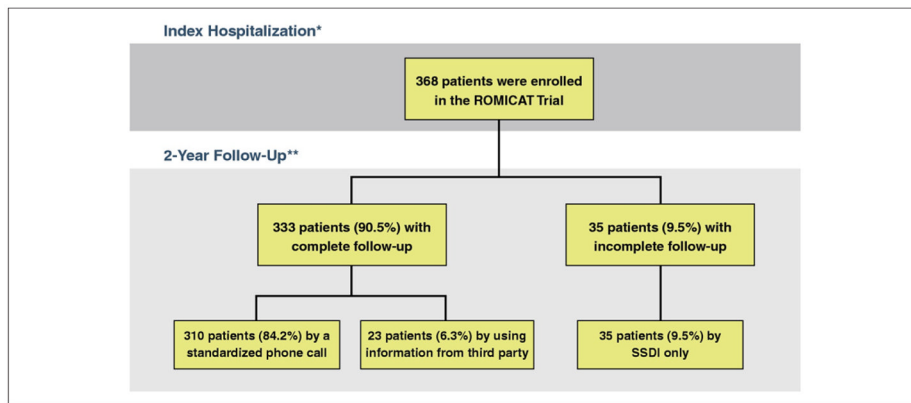 Index Hospitalization*
368 patients were enrolled
in the ROMICAT Trial
2-Year Follow-Up**
333 patients (90.5%) with
complete follow-up
35 patients (9.5%) with
incomplete follow-up
310 patients (84.2%) by a
standardized phone call
23 patients (6.3%) by using
information from third party
35 patients (9.5%) by
SSDI only